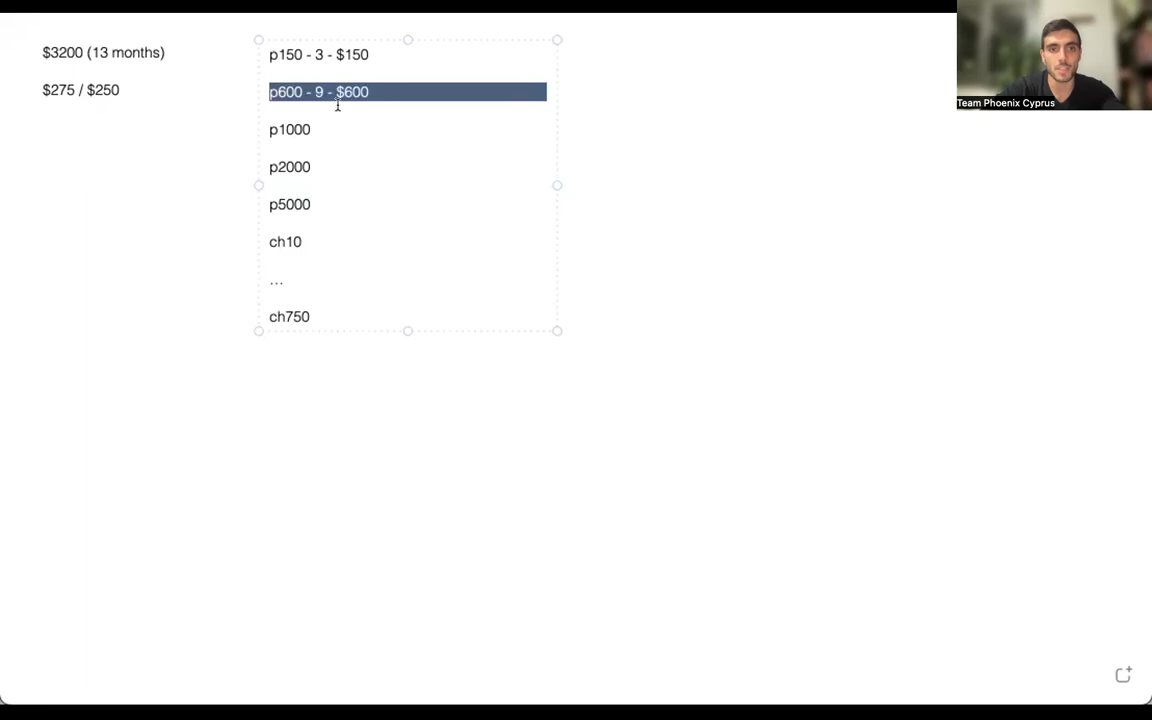 $3200 (13 months)
$275 / $250
p150 - 3 - $150
p600 - 9 - $600
p1000
p2000
p5000
ch10
...
ch750
Team Phoenix Cyprus